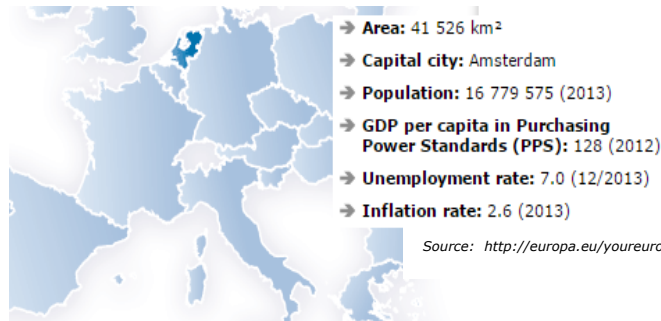 → Area: 41 526 km²
→ Capital city: Amsterdam
→ Population: 16 779 575 (2013)
→ GDP per capita in Purchasing
Power Standards (PPS): 128 (2012)
→ Unemployment rate: 7.0 (12/2013)
→ Inflation rate: 2.6 (2013)
Source: http://europa.eu/youreuro